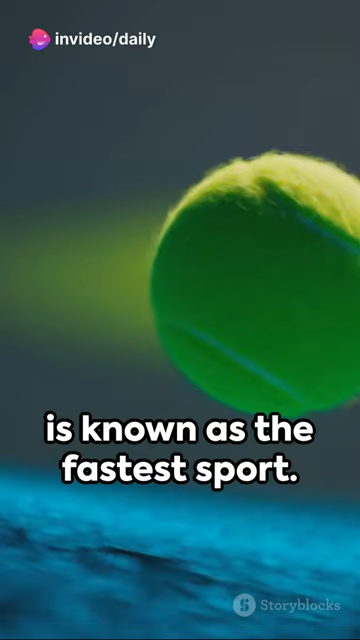 invideo/daily
is known as the
fastest sport.
Storyblocks